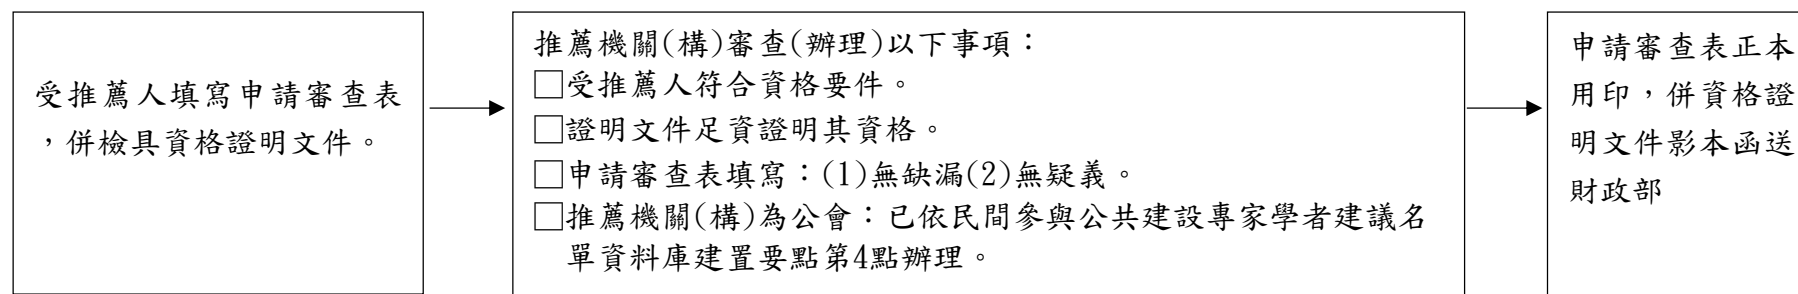 受推薦人填寫申請審查表
，併檢具資格證明文件。
推薦機關(構)審查(辦理)以下事項：
□受推薦人符合資格要件。
□證明文件足資證明其資格。
□申請審查表填寫：(1)無缺漏(2)無疑義。
□推薦機關(構)為公會：已依民間參與公共建設專家學者建議名
單資料庫建置要點第4點辦理。
申請審查表正本
用印，併資格證
明文件影本函送
財政部